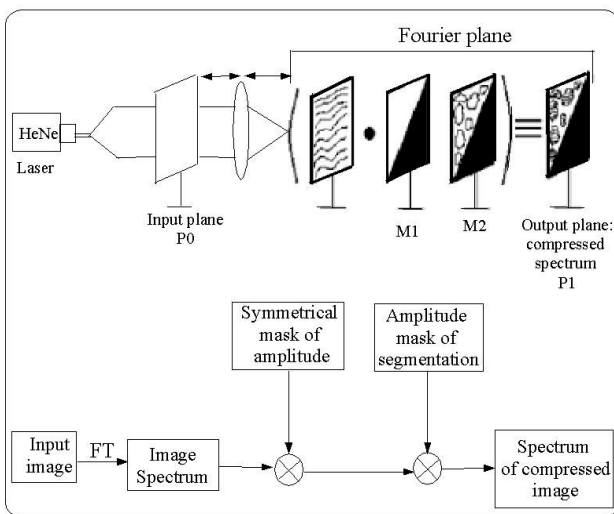 Fourier plane
HeNe
Laser
Input plane
P0
M1
M2
Output plane:
compressed
spectrum
P1
Symmetrical
mask of
amplitude
Amplitude
mask of
segmentation
Input
image
FT
Image
Spectrum
Spectrum
of compressed
image